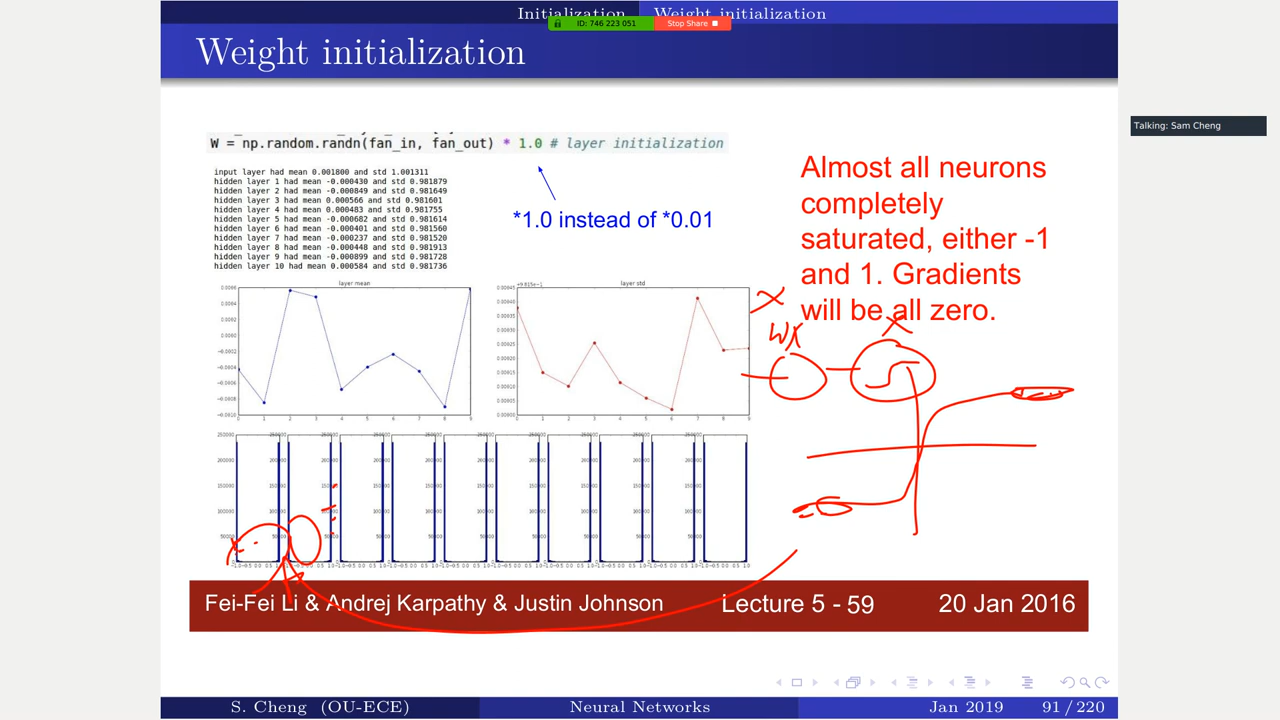 Initialization Weight initialization
ID: 746 223 051 Stop Share
Weight initialization
Talking: Sam Cheng
W = np.random.randn(fan_in, fan_out) * 1.0 # layer initialization
input layer had mean 0.001800 and std 1.001311
hidden layer 1 had mean -0.000430 and std 0.981879
hidden layer 2 had mean -0.000849 and std 0.981649
hidden layer 3 had mean 0.000566 and std 0.981601
hidden layer 4 had mean 0.000483 and std 0.981755
hidden layer 5 had mean -0.000682 and std 0.981614
hidden layer 6 had mean -0.000401 and std 0.981560
hidden layer 7 had mean -0.000237 and std 0.981520
hidden layer 8 had mean -0.000448 and std 0.981913
hidden layer 9 had mean -0.000899 and std 0.981728
hidden layer 10 had mean 0.000584 and std 0.981736
*1.0 instead of *0.01
Almost all neurons
completely
saturated, either -1
and 1. Gradients
will be all zero.
layer mean
layer std
X
WX
X
Fei-Fei Li & Andrej Karpathy & Justin Johnson Lecture 5 - 59 20 Jan 2016
S. Cheng (OU-ECE) Neural Networks Jan 2019 91 / 220